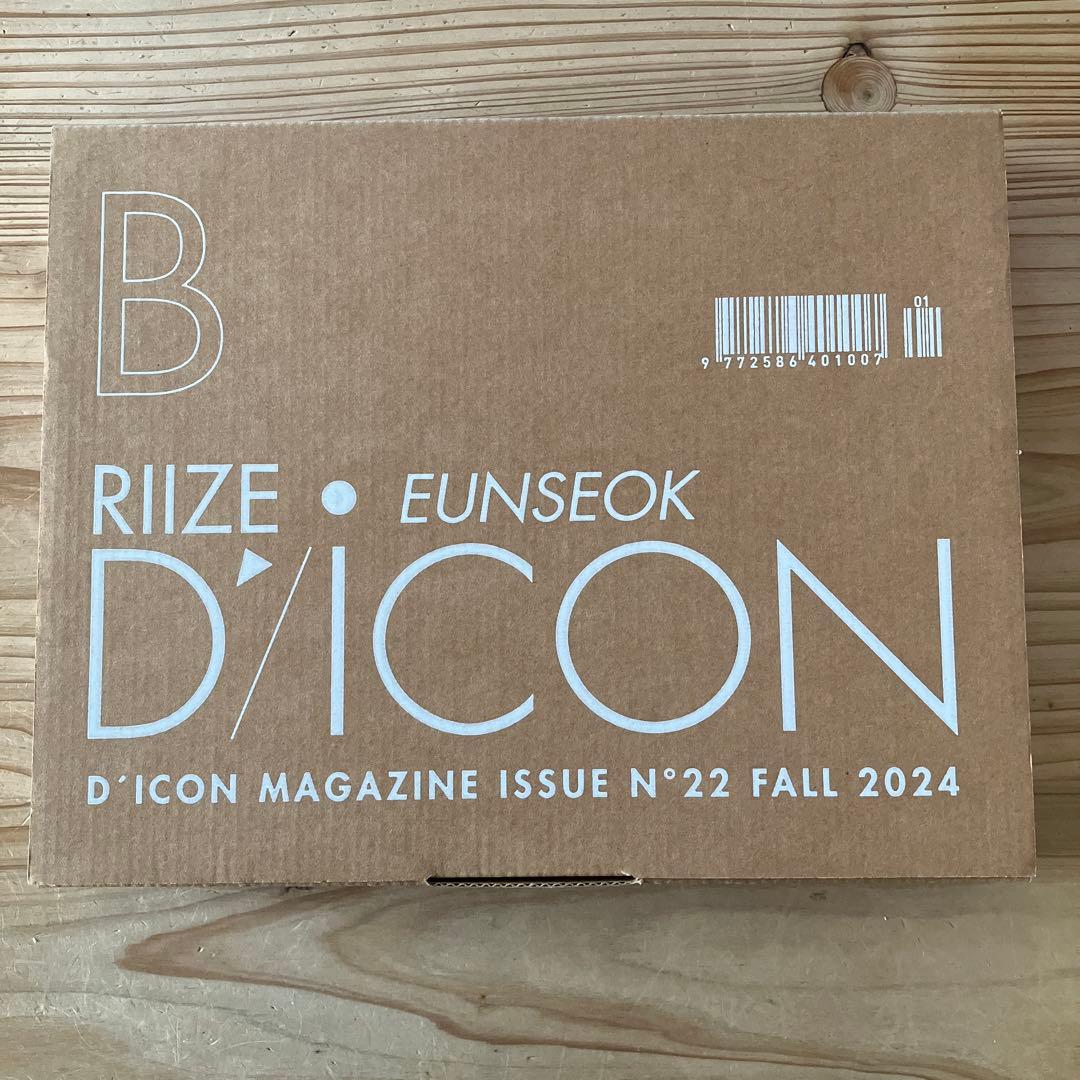 B
01
9 772586 401007
RIIZE • EUNSEOK
D'/ICON
D´ICON MAGAZINE ISSUE N°22 FALL 2024